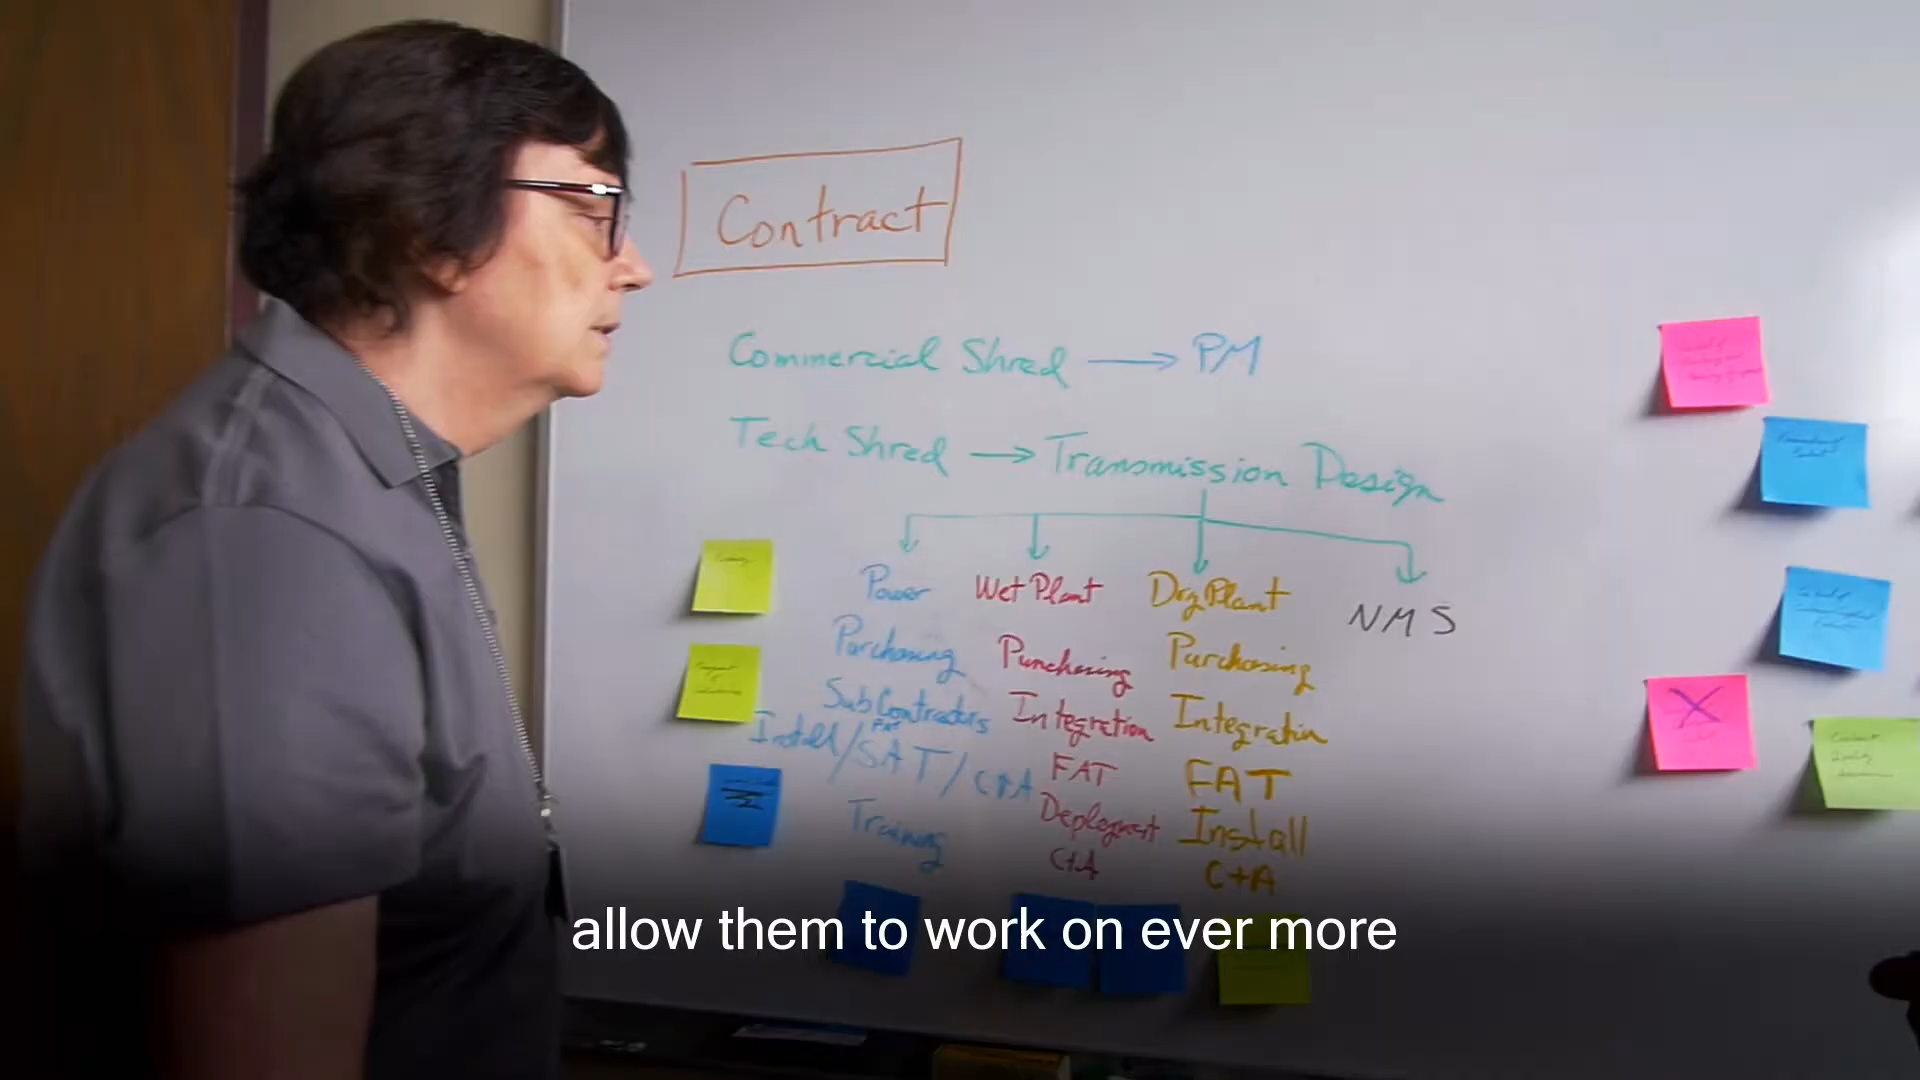 Contract
Commercial Shred → PM
Tech Shred → Transmission Design
Power Wet Plant Dry Plant NMS
Purchasing Purchasing Purchasing
SubContractors Integration Integration
Install/SAT/C+A FAT FAT
Training Deployment Install
C+A C+A
X
allow them to work on ever more